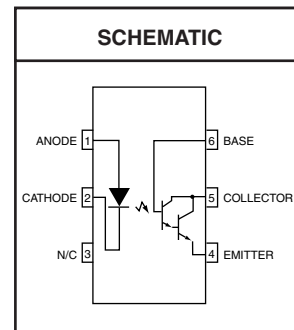 SCHEMATIC
ANODE 1
6 BASE
CATHODE 2
5 COLLECTOR
N/C 3
4 EMITTER